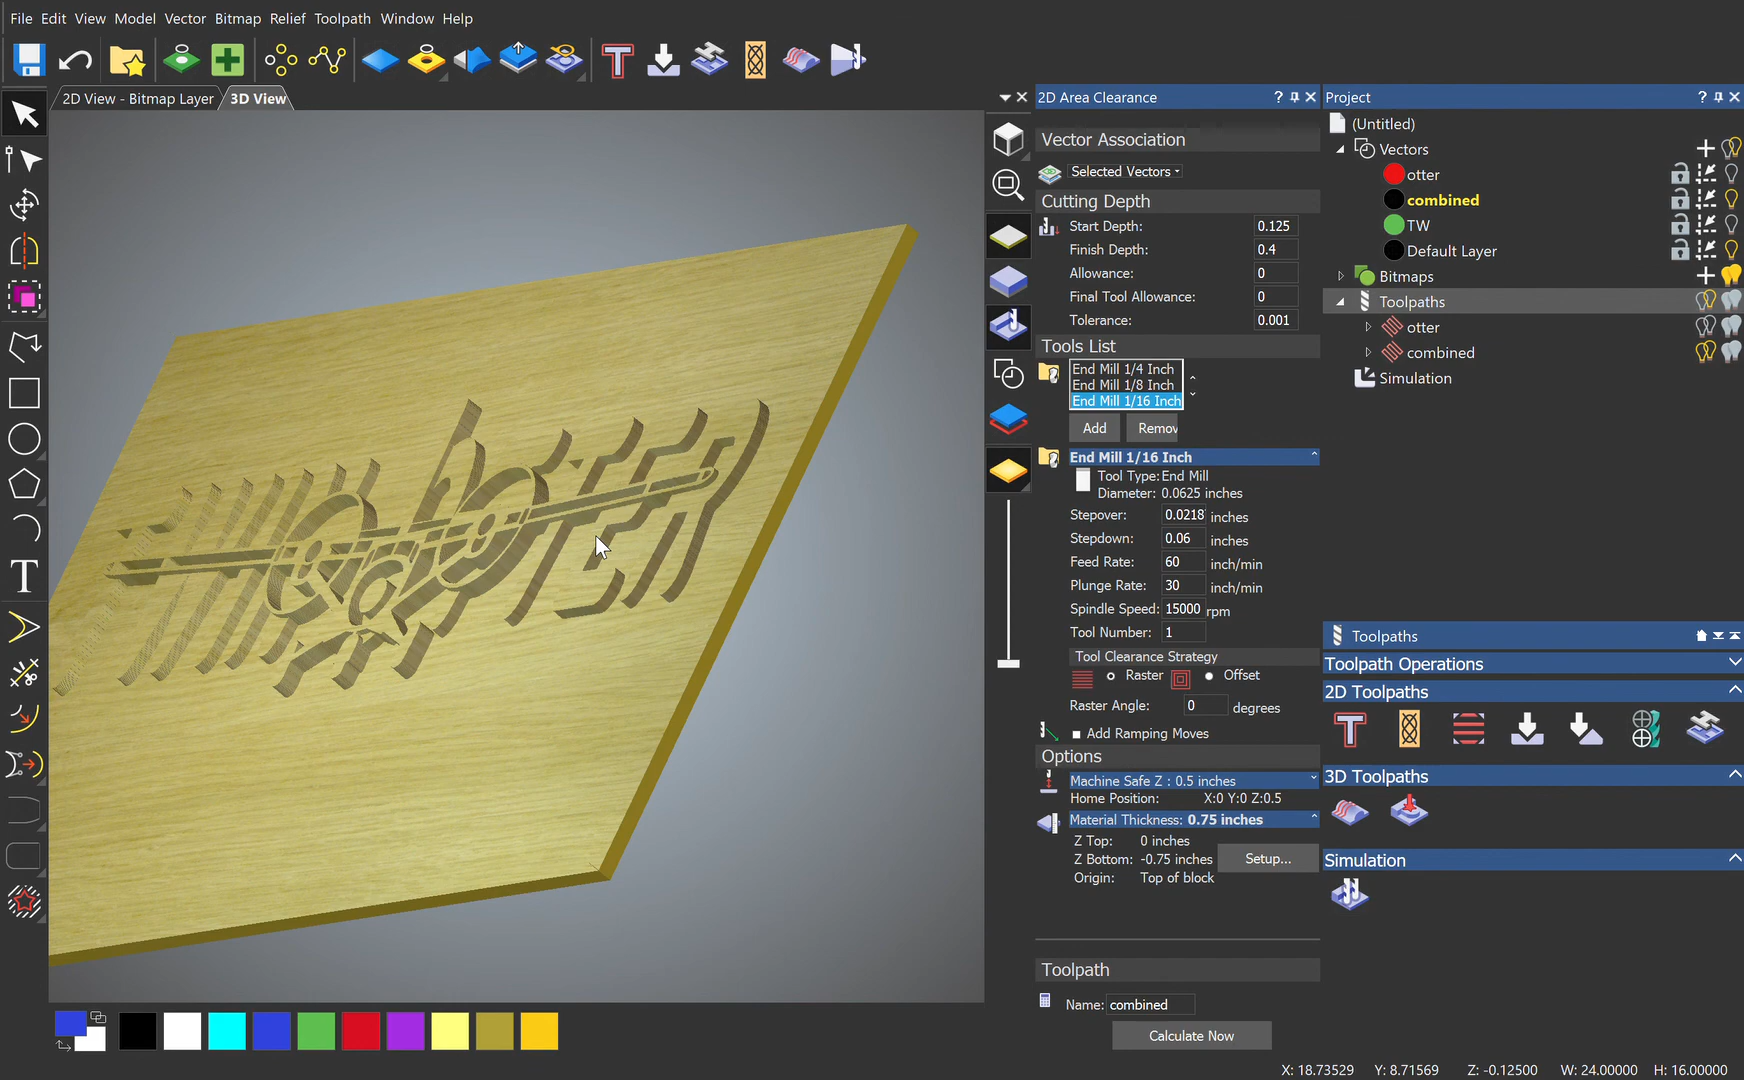 File Edit View Model Vector Bitmap Relief Toolpath Window Help
2D View - Bitmap Layer 3D View
2D Area Clearance ?
Vector Association
Selected Vectors
Cutting Depth
Start Depth: 0.125
Finish Depth: 0.4
Allowance: 0
Final Tool Allowance: 0
Tolerance: 0.001
Tools List
End Mill 1/4 Inch
End Mill 1/8 Inch
End Mill 1/16 Inch
Add Remov
End Mill 1/16 Inch
Tool Type: End Mill
Diameter: 0.0625 inches
Stepover: 0.0218 inches
Stepdown: 0.06 inches
Feed Rate: 60 inch/min
Plunge Rate: 30 inch/min
Spindle Speed: 15000 rpm
Tool Number: 1
Tool Clearance Strategy
Raster Offset
Raster Angle: 0 degrees
Add Ramping Moves
Options
Machine Safe Z : 0.5 inches
Home Position: X:0 Y:0 Z:0.5
Material Thickness: 0.75 inches
Z Top: 0 inches
Z Bottom: -0.75 inches
Setup...
Origin: Top of block
Toolpath
Name: combined
Calculate Now
Project ?
(Untitled)
Vectors
otter
combined
TW
Default Layer
Bitmaps
Toolpaths
otter
combined
Simulation
Toolpaths
Toolpath Operations
2D Toolpaths
3D Toolpaths
Simulation
X: 18.73529 Y: 8.71569 Z: -0.12500 W: 24.00000 H: 16.00000